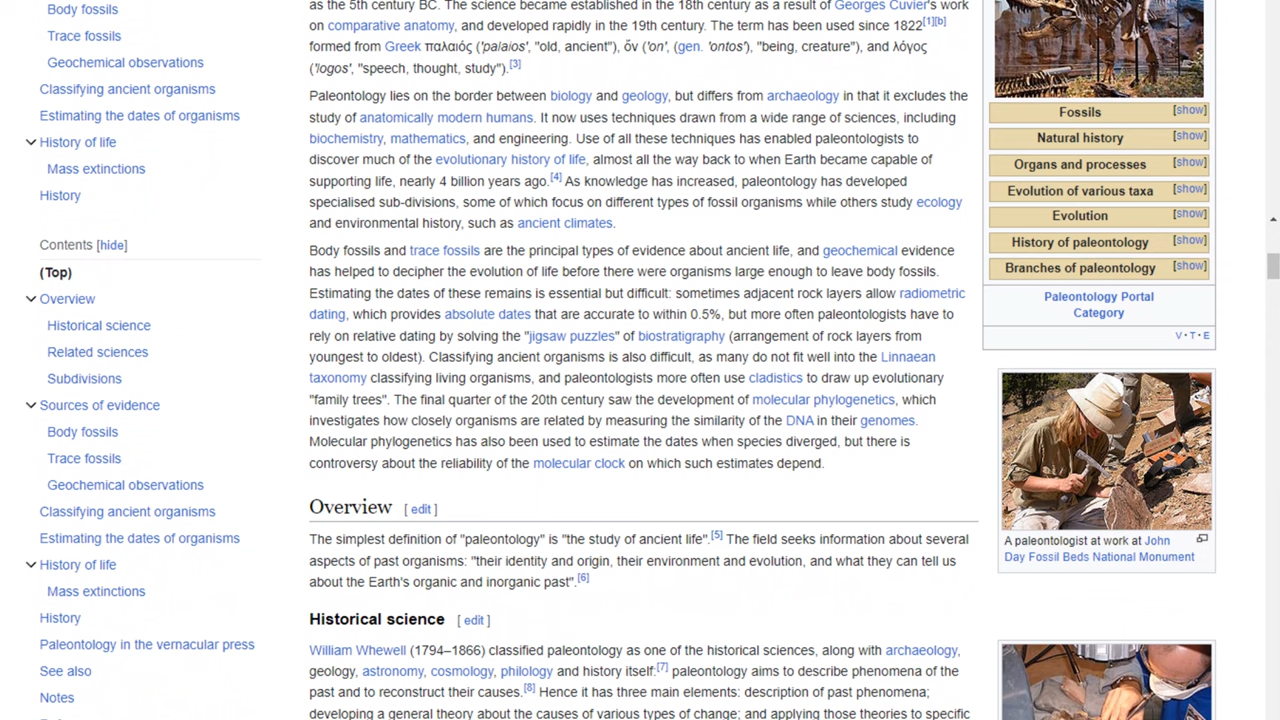 Body fossils
Trace fossils
Geochemical observations
Classifying ancient organisms
Estimating the dates of organisms
History of life
Mass extinctions
History
Contents [hide]
(Top)
Overview
Historical science
Related sciences
Subdivisions
Sources of evidence
Body fossils
Trace fossils
Geochemical observations
Classifying ancient organisms
Estimating the dates of organisms
History of life
Mass extinctions
History
Paleontology in the vernacular press
See also
Notes
as the 5th century BC. The science became established in the 18th century as a result of Georges Cuvier's work
on comparative anatomy, and developed rapidly in the 19th century. The term has been used since 1822[1][b]
formed from Greek παλαιός ('palaios', "old, ancient"), ὄν ('on', (gen. 'ontos'), "being, creature"), and λόγος
('logos', "speech, thought, study").[3]
Paleontology lies on the border between biology and geology, but differs from archaeology in that it excludes the
study of anatomically modern humans. It now uses techniques drawn from a wide range of sciences, including
biochemistry, mathematics, and engineering. Use of all these techniques has enabled paleontologists to
discover much of the evolutionary history of life, almost all the way back to when Earth became capable of
supporting life, nearly 4 billion years ago.[4] As knowledge has increased, paleontology has developed
specialised sub-divisions, some of which focus on different types of fossil organisms while others study ecology
and environmental history, such as ancient climates.
Body fossils and trace fossils are the principal types of evidence about ancient life, and geochemical evidence
has helped to decipher the evolution of life before there were organisms large enough to leave body fossils.
Estimating the dates of these remains is essential but difficult: sometimes adjacent rock layers allow radiometric
dating, which provides absolute dates that are accurate to within 0.5%, but more often paleontologists have to
rely on relative dating by solving the "jigsaw puzzles" of biostratigraphy (arrangement of rock layers from
youngest to oldest). Classifying ancient organisms is also difficult, as many do not fit well into the Linnaean
taxonomy classifying living organisms, and paleontologists more often use cladistics to draw up evolutionary
"family trees". The final quarter of the 20th century saw the development of molecular phylogenetics, which
investigates how closely organisms are related by measuring the similarity of the DNA in their genomes.
Molecular phylogenetics has also been used to estimate the dates when species diverged, but there is
controversy about the reliability of the molecular clock on which such estimates depend.
Overview [ edit ]
The simplest definition of "paleontology" is "the study of ancient life".[5] The field seeks information about several
aspects of past organisms: "their identity and origin, their environment and evolution, and what they can tell us
about the Earth's organic and inorganic past".[6]
Historical science [ edit ]
William Whewell (1794–1866) classified paleontology as one of the historical sciences, along with archaeology,
geology, astronomy, cosmology, philology and history itself:[7] paleontology aims to describe phenomena of the
past and to reconstruct their causes.[8] Hence it has three main elements: description of past phenomena;
developing a general theory about the causes of various types of change; and applying those theories to specific
Fossils [show]
Natural history [show]
Organs and processes [show]
Evolution of various taxa [show]
Evolution [show]
History of paleontology [show]
Branches of paleontology [show]
Paleontology Portal
Category
V · T · E
A paleontologist at work at John
Day Fossil Beds National Monument